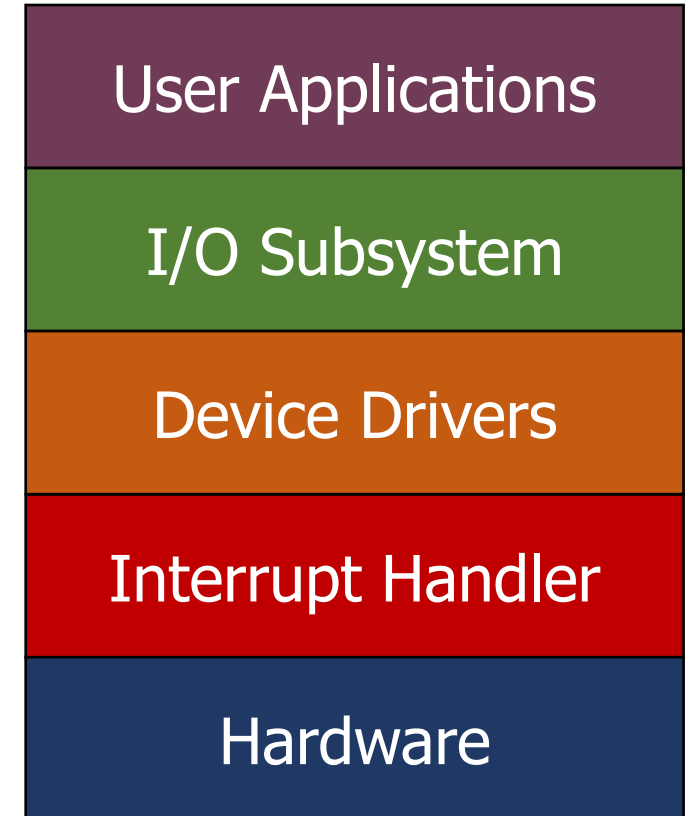 User Applications
I/O Subsystem
Device Drivers
Interrupt Handler
Hardware